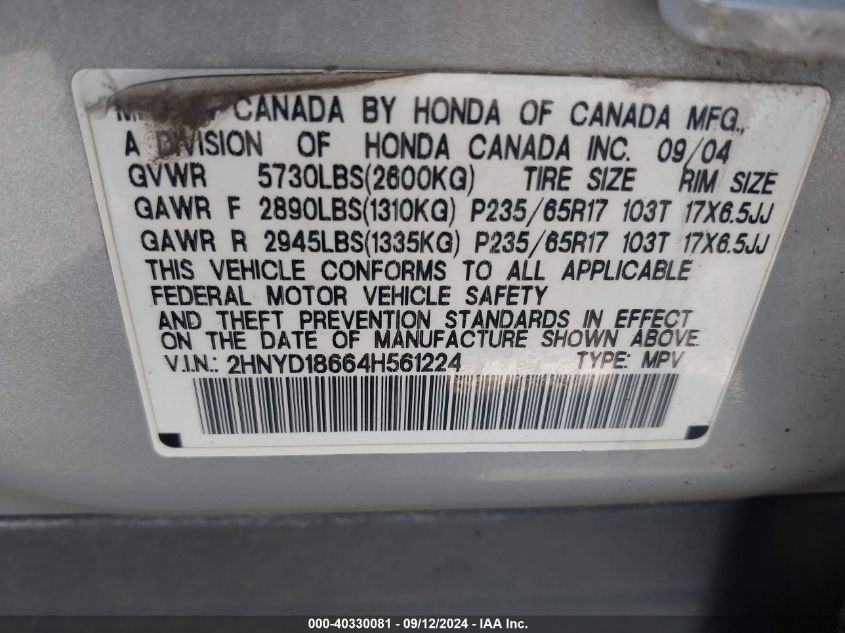 CANADA BY HONDA OF CANADA MFG.,
A DIVISION OF HONDA CANADA INC. 09/04
GVWR 5730LBS(2600KG) TIRE SIZE RIM SIZE
GAWR F 2890LBS(1310KG) P235/65R17 103T 17X6.5JJ
GAWR R 2945LBS(1335KG) P235/65R17 103T 17X6.5JJ
THIS VEHICLE CONFORMS TO ALL APPLICABLE
FEDERAL MOTOR VEHICLE SAFETY
AND THEFT PREVENTION STANDARDS IN EFFECT
ON THE DATE OF MANUFACTURE SHOWN ABOVE.
V.I.N.: 2HNYD18664H561224 TYPE: MPV
000-40330081 - 09/12/2024 - IAA Inc.